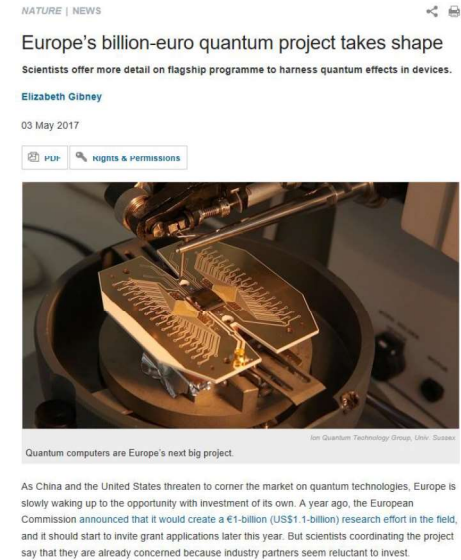 NATURE | NEWS
Europe's billion-euro quantum project takes shape
Scientists offer more detail on flagship programme to harness quantum effects in devices.
Elizabeth Gibney
03 May 2017
PDF Rights & Permissions
Ion Quantum Technology Group, Univ. Sussex
Quantum computers are Europe's next big project.
As China and the United States threaten to corner the market on quantum technologies, Europe is
slowly waking up to the opportunity with investment of its own. A year ago, the European
Commission announced that it would create a €1-billion (US$1.1-billion) research effort in the field,
and it should start to invite grant applications later this year. But scientists coordinating the project
say that they are already concerned because industry partners seem reluctant to invest.